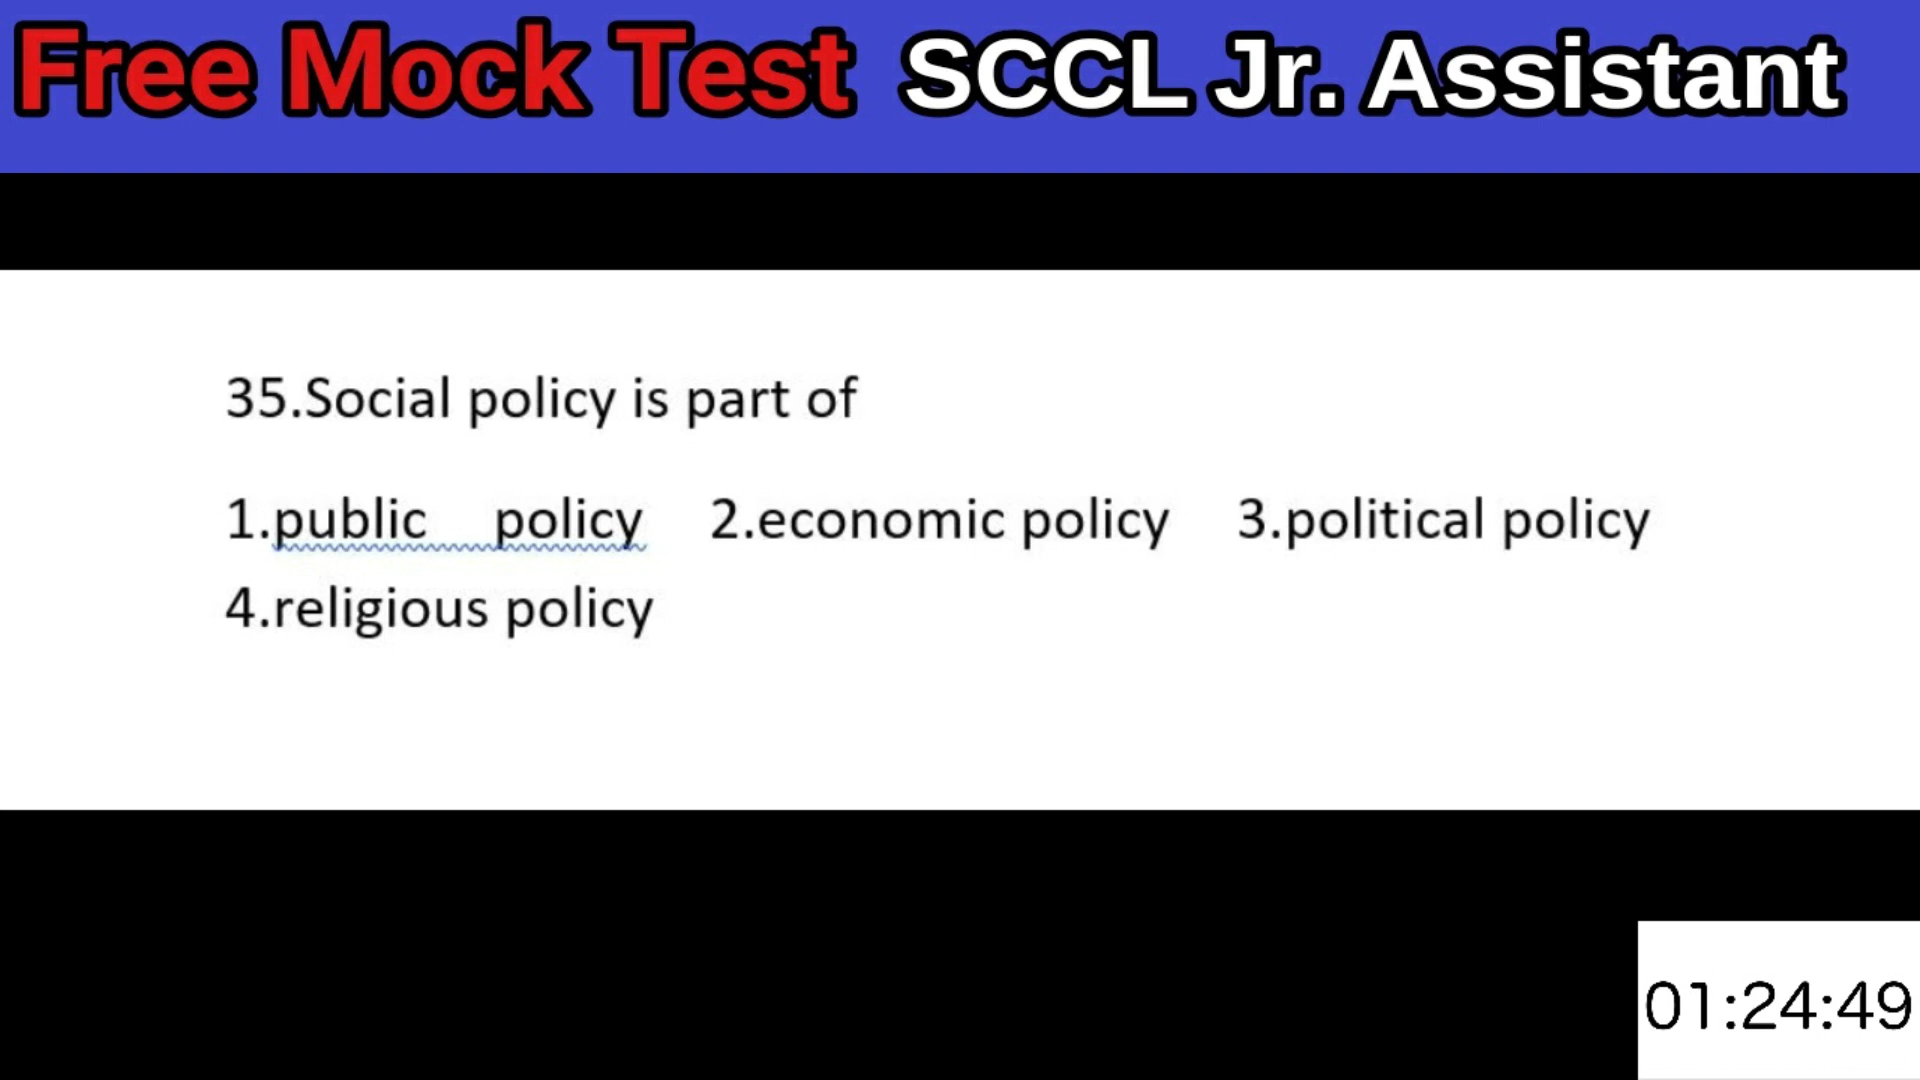 Free Mock Test SCCL Jr. Assistant
35.Social policy is part of
1.public policy 2.economic policy 3.political policy
4.religious policy
01:24:49